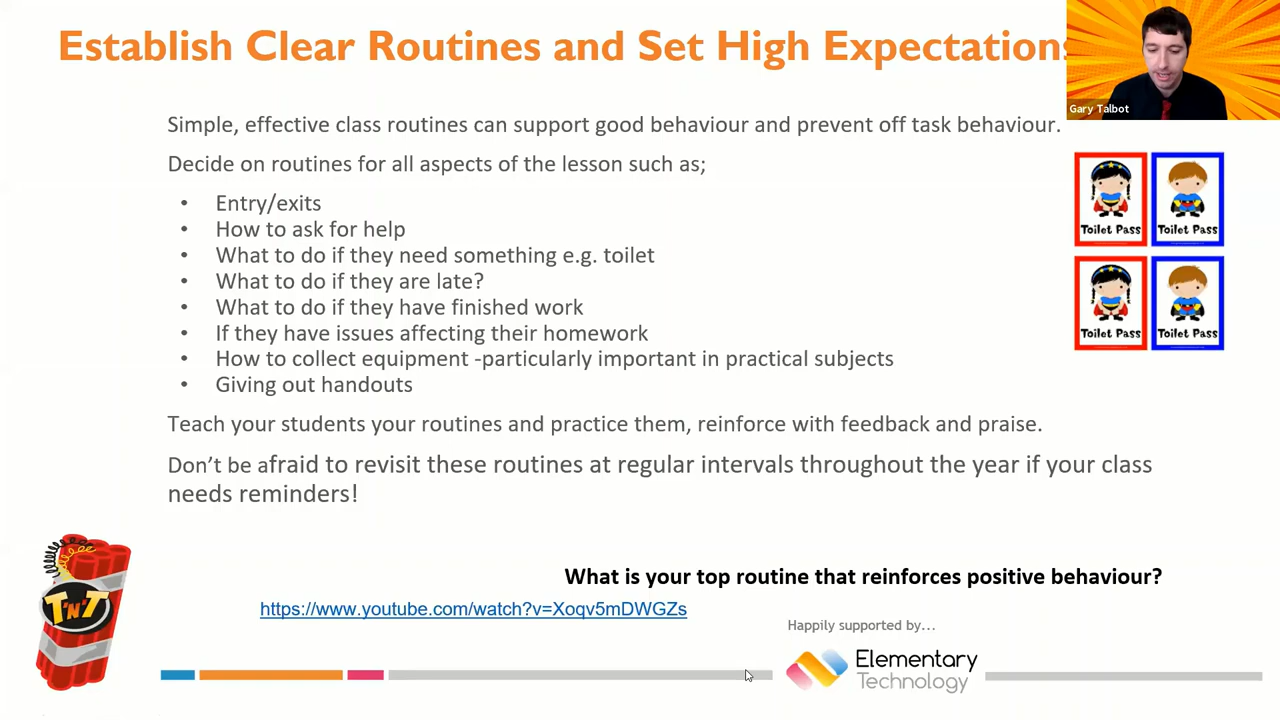 Establish Clear Routines and Set High Expectations
Gary Talbot
Simple, effective class routines can support good behaviour and prevent off task behaviour.
Decide on routines for all aspects of the lesson such as;
• Entry/exits
• How to ask for help
• What to do if they need something e.g. toilet
• What to do if they are late?
• What to do if they have finished work
• If they have issues affecting their homework
• How to collect equipment -particularly important in practical subjects
• Giving out handouts
Toilet Pass
Toilet Pass
Toilet Pass
Toilet Pass
Teach your students your routines and practice them, reinforce with feedback and praise.
Don't be afraid to revisit these routines at regular intervals throughout the year if your class
needs reminders!
T'N'T
What is your top routine that reinforces positive behaviour?
https://www.youtube.com/watch?v=Xoqv5mDWGZs
Happily supported by...
Elementary
Technology